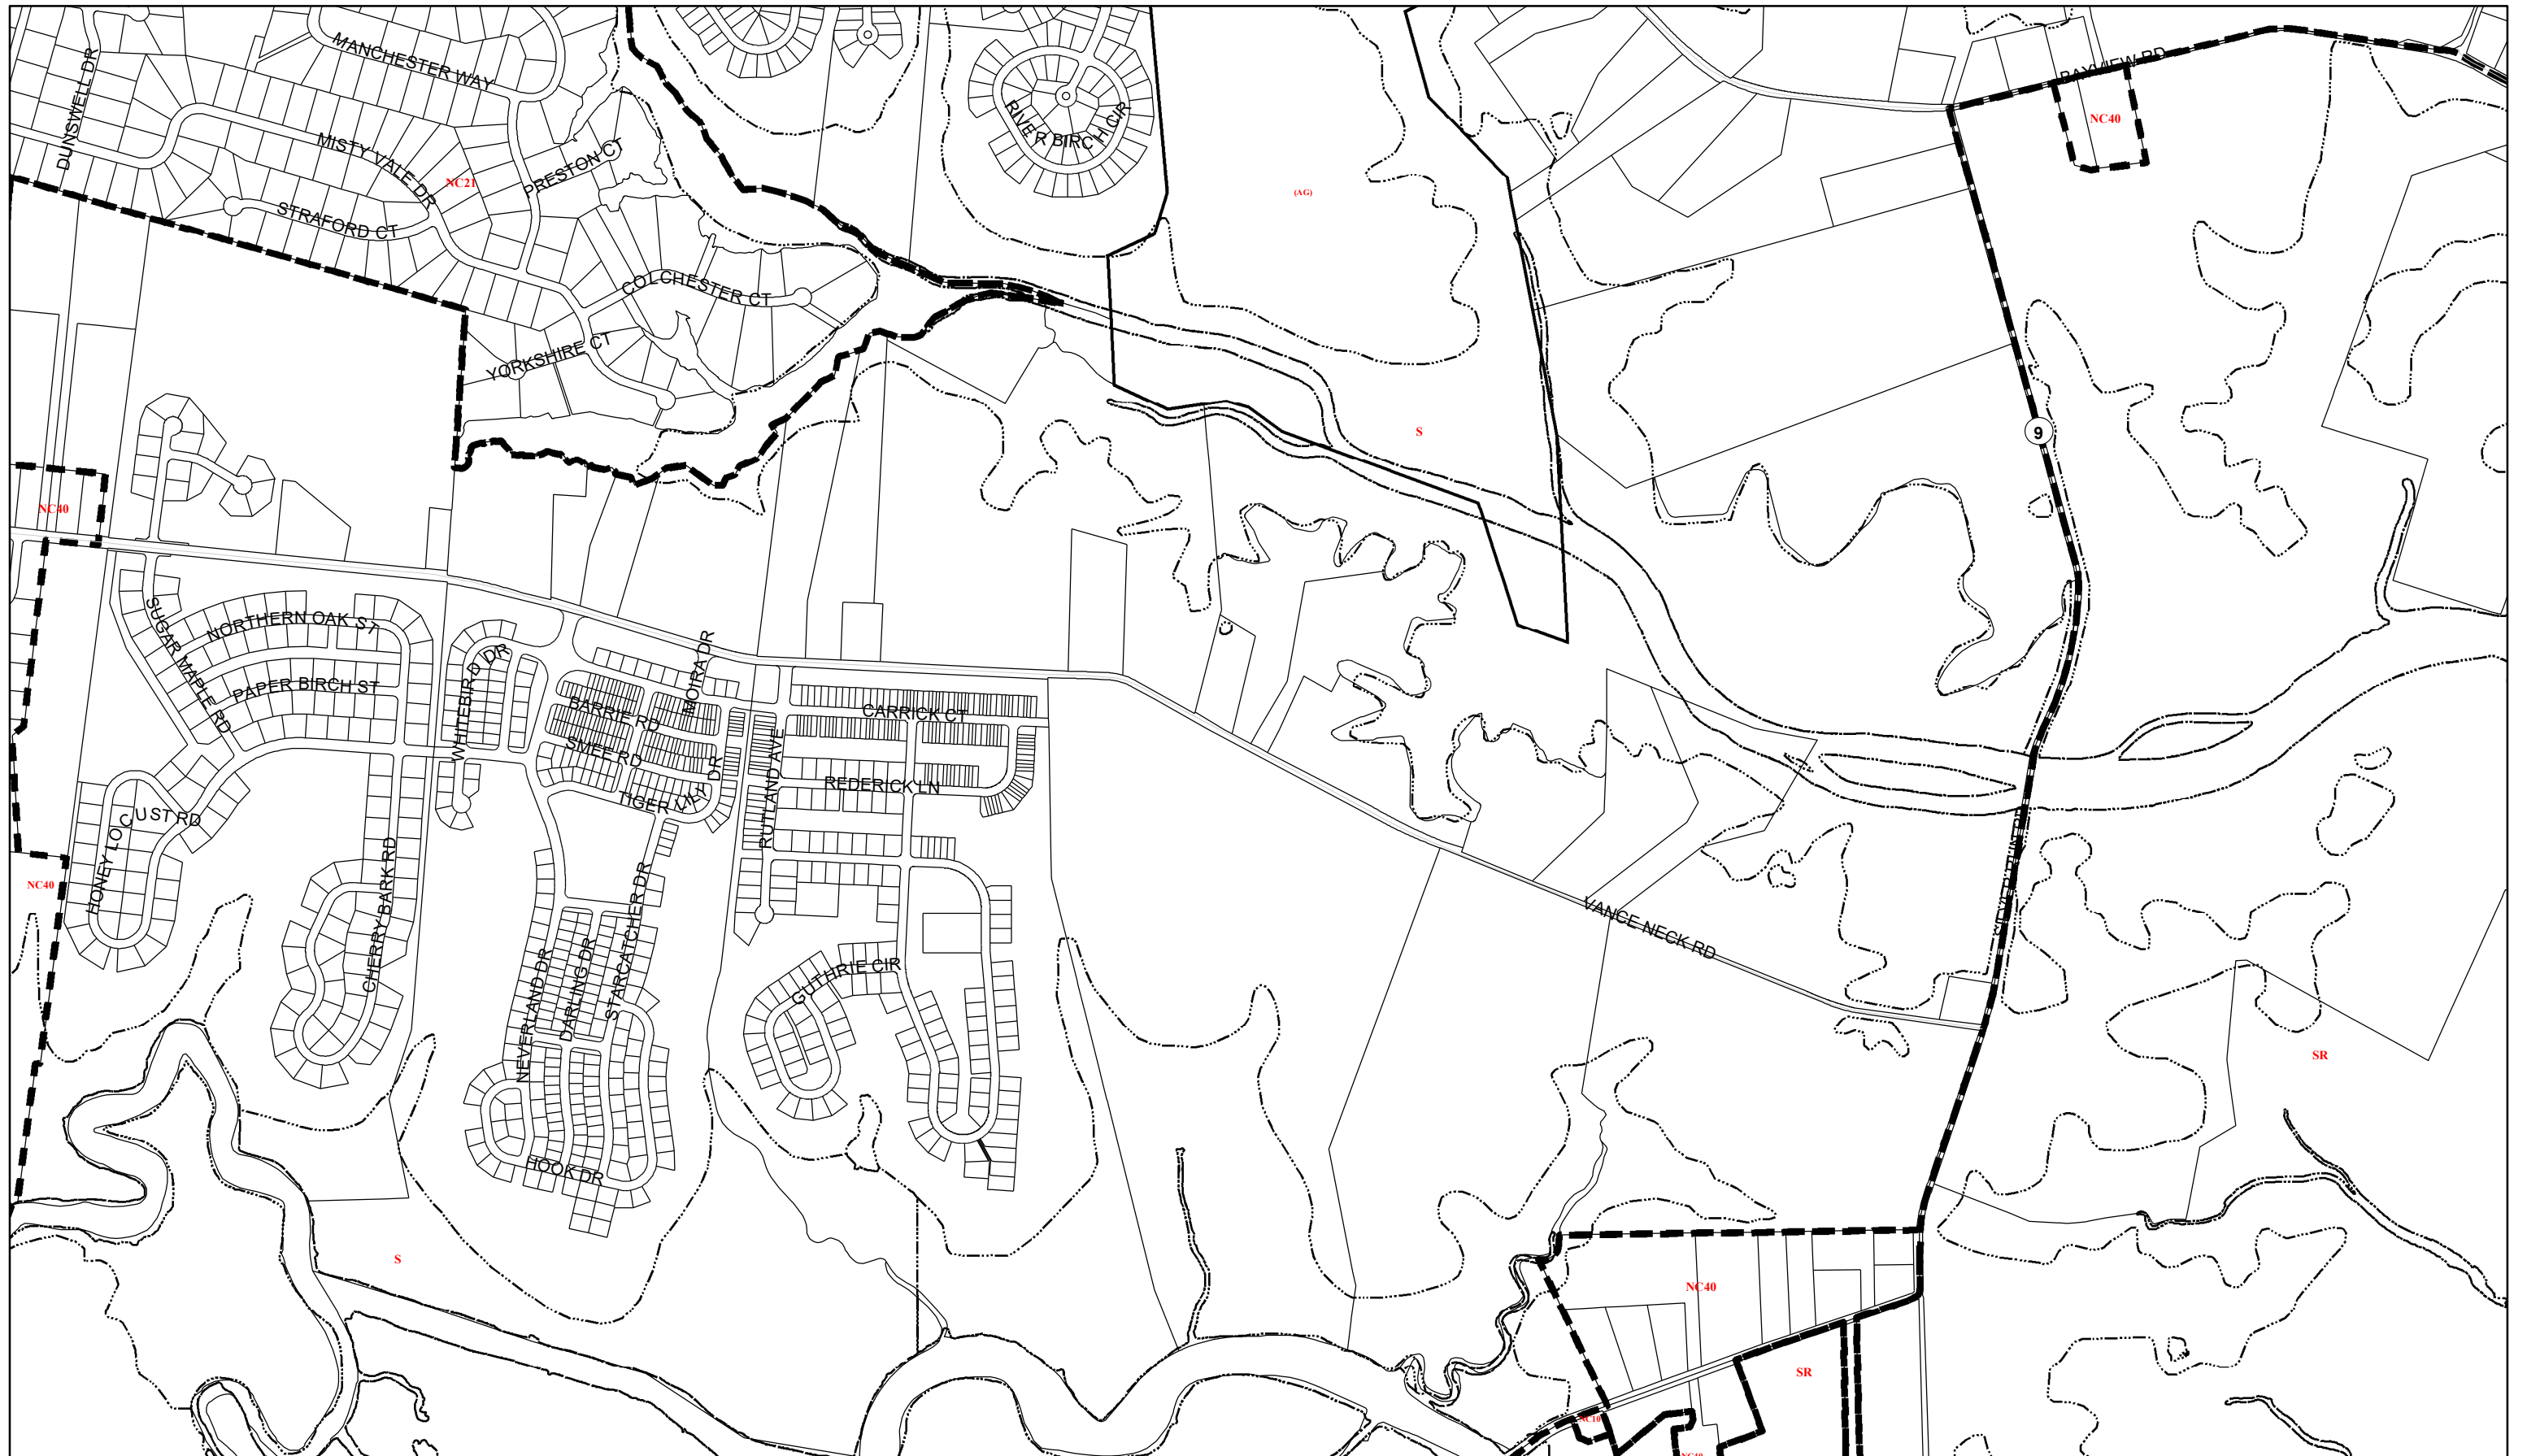 MANCHESTER WAY
DUNSWELL DR
RIVER BIRCH CIR
BAYVIEW RD
NC40
MISTY VALE DR
PRESTON CT
NC21
(AG)
STRAFORD CT
COLCHESTER CT
YORKSHIRE CT
S
9
NC40
SUGAR MAPLE RD
NORTHERN OAK ST
WHITEBIRD DR
MOIRA DR
PAPER BIRCH ST
BARRIE RD
CARRICK CT
SMEE RD
RUTLAND AVE
TIGER LILY DR
REDERICK LN
HONEY LOCUST RD
NC40
CHERRY BARK RD
STARCATCHER DR
VANCE NECK RD
NEVERLAND DR
DARLING DR
GUTHRIE CIR
SR
HOOK DR
S
NC40
SR
NC10
NC40